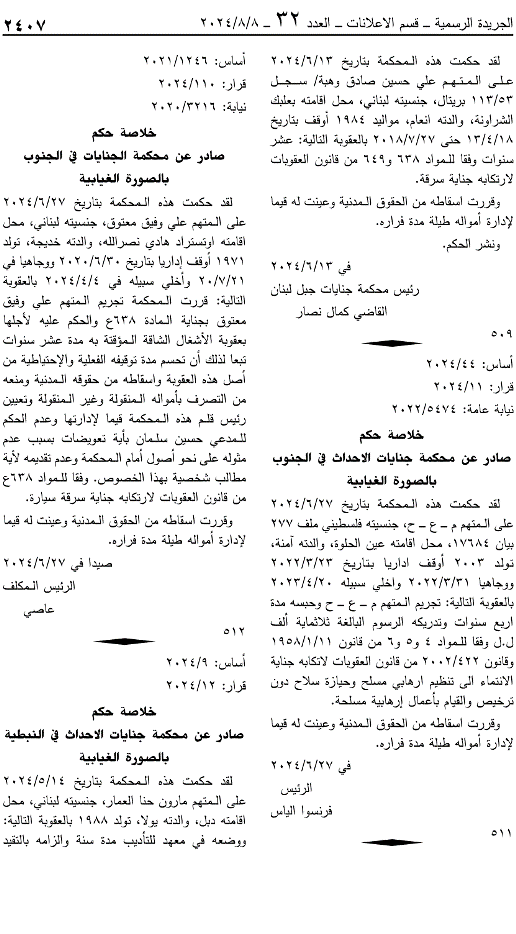 الجريدة الرسمية ــ قسم الاعلانات ــ العدد ٣٢ ــ ٢٠٢٤/٨/٨
٢٤٠٧
لقد حكمت هذه المحكمة بتاريخ ٢٠٢٤/٦/١٣
على المتهم علي حسين صادق وهبة/ سجل
١١٣/٥٣ بريتال، جنسيته لبناني، محل اقامته بعلبك
الشراونة، والدته انعام، مواليد ١٩٨٤ أوقف بتاريخ
١٣/٤/١٨ حتى ٢٠١٨/٧/٢٧ بالعقوبة التالية: عشر
سنوات وفقا للمواد ٦٣٨ و٦٤٩ من قانون العقوبات
لارتكابه جناية سرقة.
وقررت اسقاطه من الحقوق المدنية وعينت له قيما
لإدارة أمواله طيلة مدة فراره.
ونشر الحكم.
في ٢٠٢٤/٦/١٣
رئيس محكمة جنايات جبل لبنان
القاضي كمال نصار
٥٠٩
أساس: ٢٠٢٤/٤٤
قرار: ٢٠٢٤/١١
نيابة عامة: ٢٠٢٢/٥٤٧٤
خلاصة حكم
صادر عن محكمة جنايات الاحداث في الجنوب
بالصورة الغيابية
لقد حكمت هذه المحكمة بتاريخ ٢٠٢٤/٦/٢٧
على المتهم م ــ ع ــ ح، جنسيته فلسطيني ملف ٢٧٧
بيان ١٧٦٨٤، محل اقامته عين الحلوة، والدته آمنة،
تولد ٢٠٠٣ أوقف اداريا بتاريخ ٢٠٢٢/٣/٢٣
ووجاهيا ٢٠٢٢/٣/٣١ واخلي سبيله ٢٠٢٣/٤/٢٠
بالعقوبة التالية: تجريم المتهم م ــ ع ــ ح وحبسه مدة
اربع سنوات وتدريكه الرسوم البالغة ثلاثماية ألف
ل.ل وفقا للمواد ٤ و٥ و٦ من قانون ١٩٥٨/١/١١
وقانون ٢٠٠٢/٤٢٢ من قانون العقوبات لاتكابه جناية
الانتماء الى تنظيم ارهابي مسلح وحيازة سلاح دون
ترخيص والقيام بأعمال إرهابية مسلحة.
وقررت اسقاطه من الحقوق المدنية وعينت له قيما
لإدارة أمواله طيلة مدة فراره.
في ٢٠٢٤/٦/٢٧
الرئيس
فرنسوا الياس
٥١١
أساس: ٢٠٢١/١٢٤٦
قرار: ٢٠٢٤/١١٠
نيابة: ٢٠٢٠/٣٢١٦
خلاصة حكم
صادر عن محكمة الجنايات في الجنوب
بالصورة الغيابية
لقد حكمت هذه المحكمة بتاريخ ٢٠٢٤/٦/٢٧
على المتهم علي وفيق معتوق، جنسيته لبناني، محل
اقامته اوتستراد هادي نصرالله، والدته خديجة، تولد
١٩٧١ أوقف إداريا بتاريخ ٢٠٢٠/٦/٣٠ ووجاهيا في
٢٠/٧/٢١ وأخلي سبيله في ٢٠٢٤/٤/٤ بالعقوبة
التالية: قررت المحكمة تجريم المتهم علي وفيق
معتوق بجناية المادة ٦٣٨ع والحكم عليه لأجلها
بعقوبة الأشغال الشاقة المؤقتة به مدة عشر سنوات
تبعا لذلك أن تحسم مدة توقيفه الفعلية والإحتياطية من
أصل هذه العقوبة واسقاطه من حقوقه المدنية ومنعه
من التصرف بأمواله المنقولة وغير المنقولة وتعيين
رئيس قلم هذه المحكمة قيما لإدارتها وعدم الحكم
للمدعي حسين سلمان بأية تعويضات بسبب عدم
مثوله على نحو أصول أمام المحكمة وعدم تقديمه لأية
مطالب شخصية بهذا الخصوص. وفقا للمواد ٦٣٨ع
من قانون العقوبات لارتكابه جناية سرقة سيارة.
وقررت اسقاطه من الحقوق المدنية وعينت له قيما
لإدارة أمواله طيلة مدة فراره.
صيدا في ٢٠٢٤/٦/٢٧
الرئيس المكلف
عاصي
٥١٢
أساس: ٢٠٢٤/٩
قرار: ٢٠٢٤/١٢
خلاصة حكم
صادر عن محكمة جنايات الاحداث في النبطية
بالصورة الغيابية
لقد حكمت هذه المحكمة بتاريخ ٢٠٢٤/٥/١٤
على المتهم مارون حنا العمار، جنسيته لبناني، محل
اقامته دبل، والدته يولا، تولد ١٩٨٨ بالعقوبة التالية:
ووضعه في معهد للتأديب مدة سنة والزامه بالتقيد